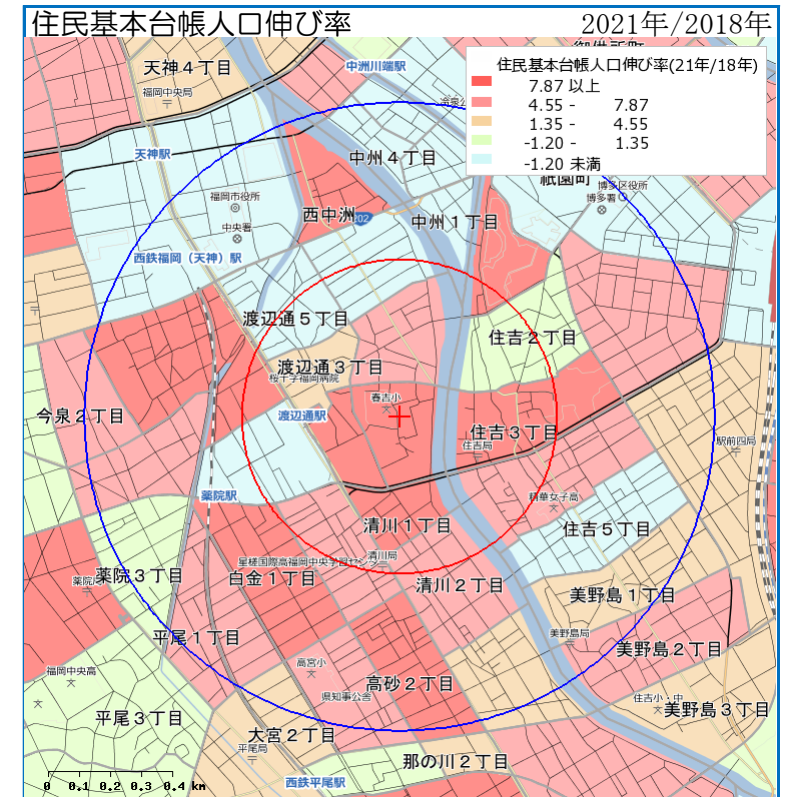 住民基本台帳人口伸び率 2021年/2018年
住民基本台帳人口伸び率(21年/18年)
7.87 以上
4.55 - 7.87
1.35 - 4.55
-1.20 - 1.35
-1.20 未満
天神4丁目
福岡中央局
中洲川端駅
天神駅
中州4丁目
祇園町
博多区役所
博多署
福岡市役所
西中洲
202
中州1丁目
中央署
西鉄福岡(天神)駅
渡辺通5丁目
住吉2丁目
渡辺通3丁目
桜十字福岡病院
春吉小
今泉2丁目
渡辺通駅
住吉3丁目
住吉局
駅前四局
薬院駅
精華女子高
清川1丁目
住吉5丁目
清川局
星槎国際高福岡中央学習センター
薬院3丁目
白金1丁目
清川2丁目
美野島1丁目
平尾1丁目
美野島局
美野島2丁目
高宮小
福岡中央高
高砂2丁目
県知事公舎
住吉小・中
美野島3丁目
平尾3丁目
大宮2丁目
平尾局
那の川2丁目
西鉄平尾駅
0 0.1 0.2 0.3 0.4 km